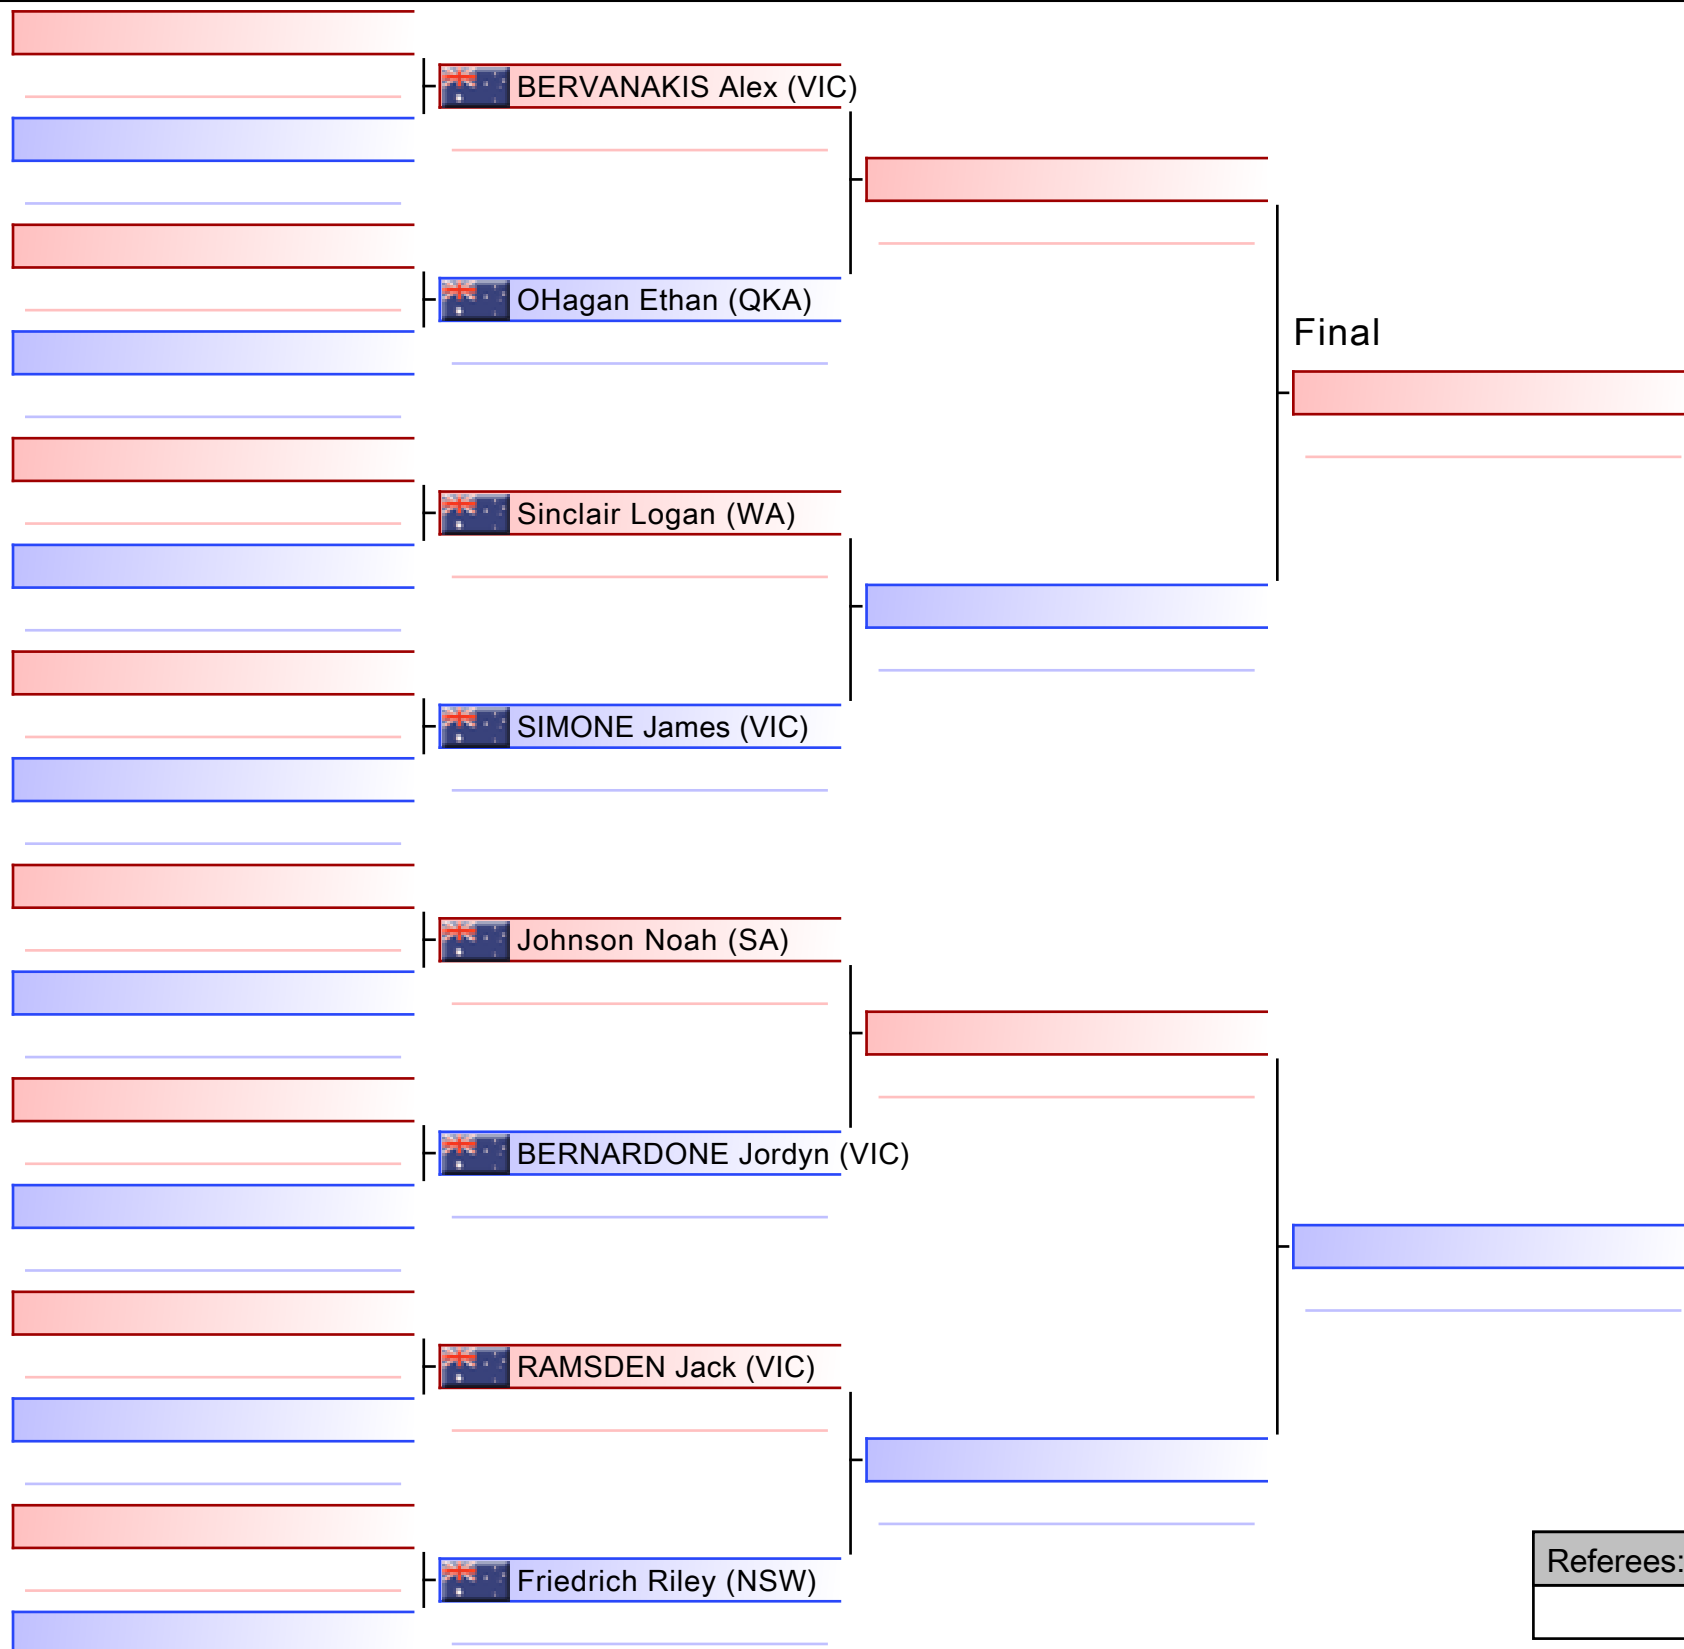 BERVANAKIS Alex (VIC)
OHagan Ethan (QKA)
Final
Sinclair Logan (WA)
SIMONE James (VIC)
Johnson Noah (SA)
BERNARDONE Jordyn (VIC)
RAMSDEN Jack (VIC)
Friedrich Riley (NSW)
Referees: